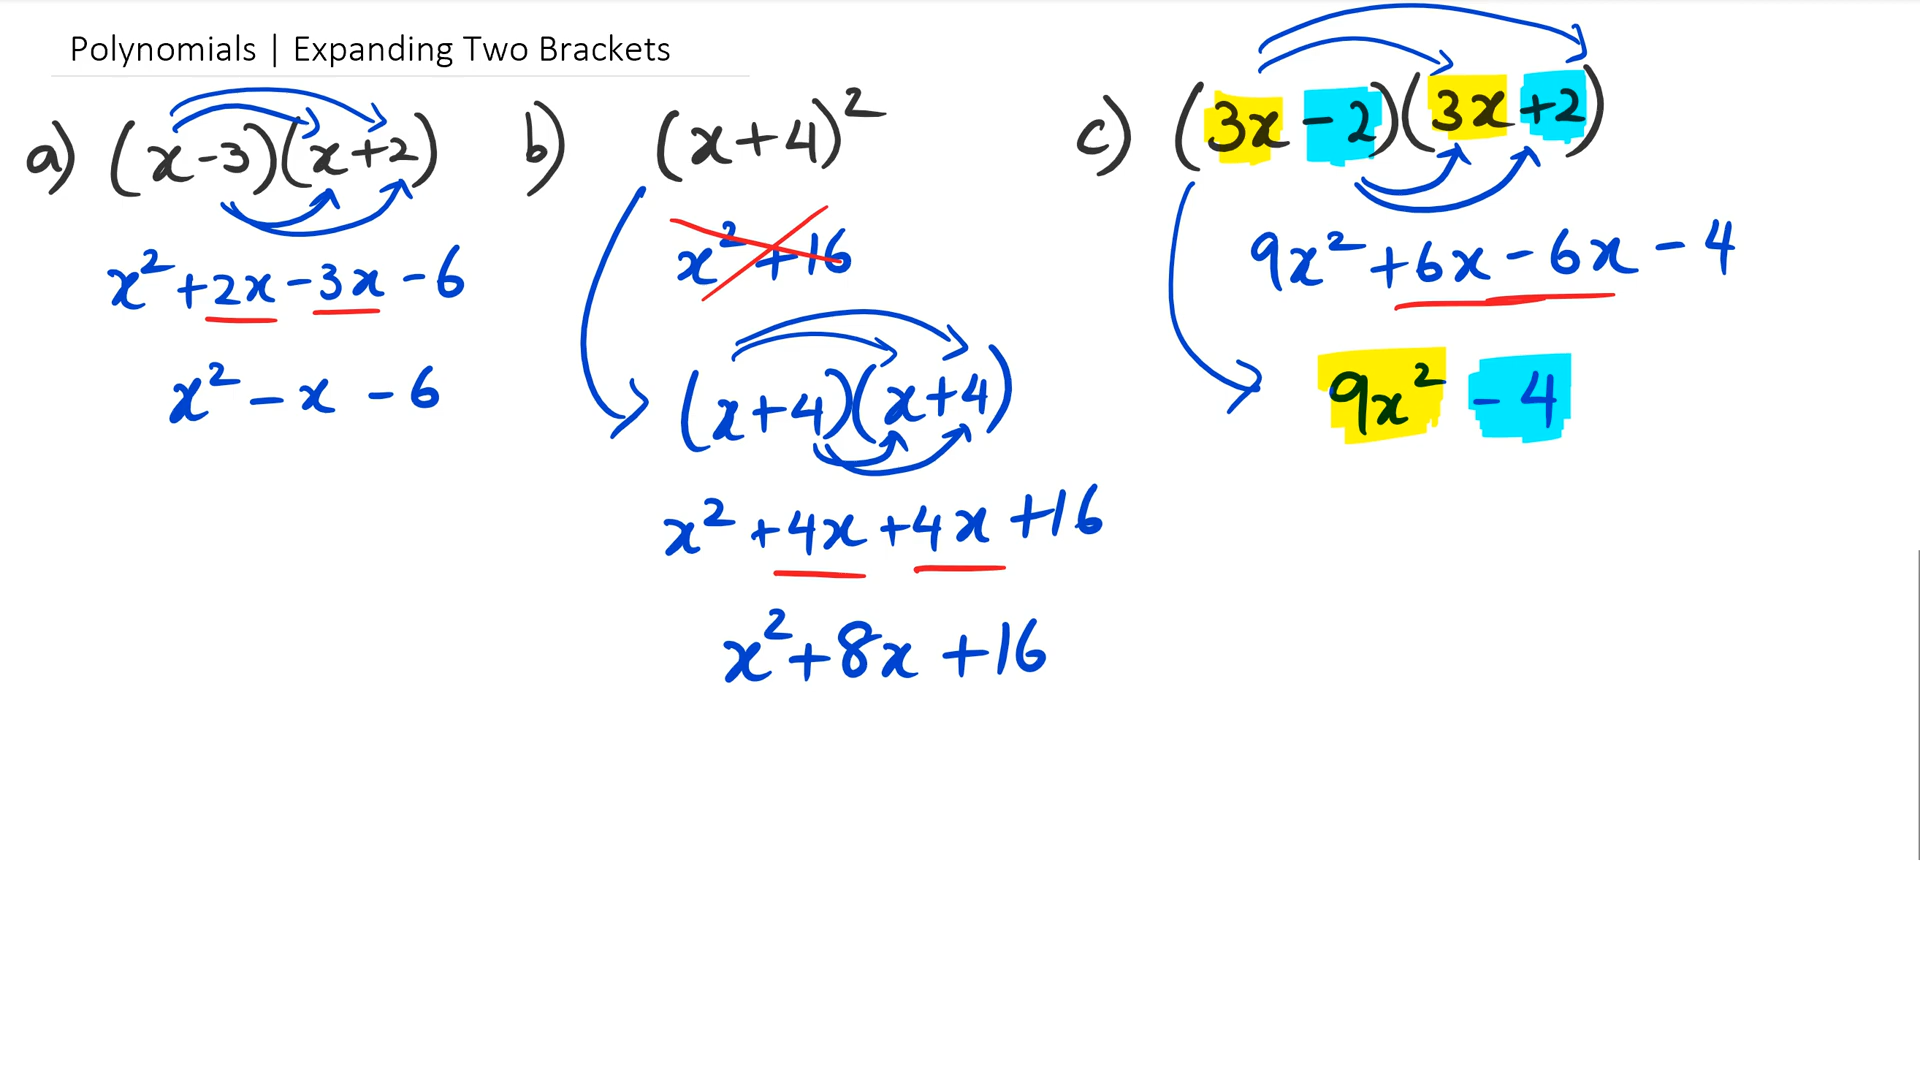 Polynomials | Expanding Two Brackets
a) (x-3)(x+2)
x² +2x -3x -6
x² - x - 6
b) (x+4)²
x² +16
(x+4)(x+4)
x² +4x +4x +16
x² +8x +16
c) (3x -2)(3x +2)
9x² +6x -6x -4
9x² -4